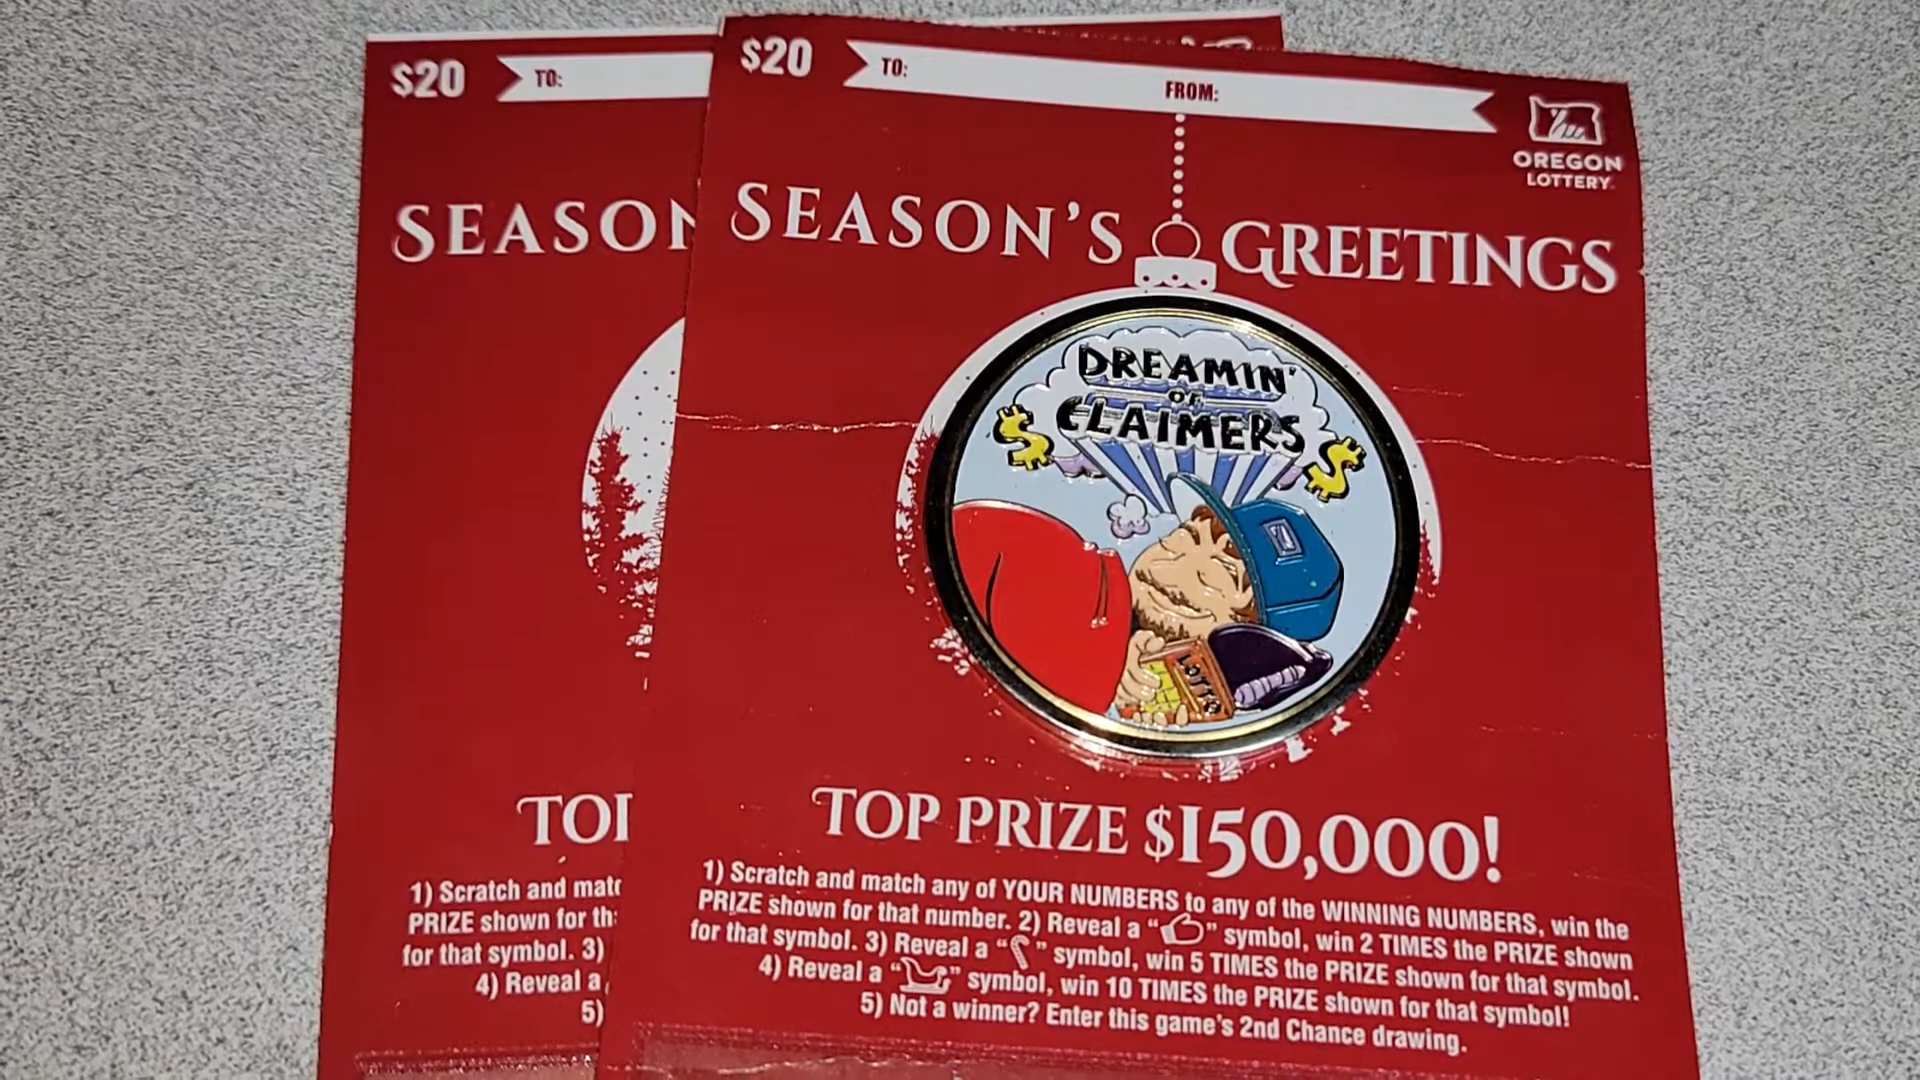 $20 TO:
SEASON
TOP
1) Scratch and matc
PRIZE shown for th
for that symbol. 3)
4) Reveal a
5)
$20 TO: FROM:
OREGON
LOTTERY
SEASON'S GREETINGS
DREAMIN'
OF
CLAIMERS
LOTTO
TOP PRIZE $150,000!
1) Scratch and match any of YOUR NUMBERS to any of the WINNING NUMBERS, win the
PRIZE shown for that number. 2) Reveal a “ ” symbol, win 2 TIMES the PRIZE shown
for that symbol. 3) Reveal a “ ” symbol, win 5 TIMES the PRIZE shown for that symbol.
4) Reveal a “ ” symbol, win 10 TIMES the PRIZE shown for that symbol!
5) Not a winner? Enter this game's 2nd Chance drawing.